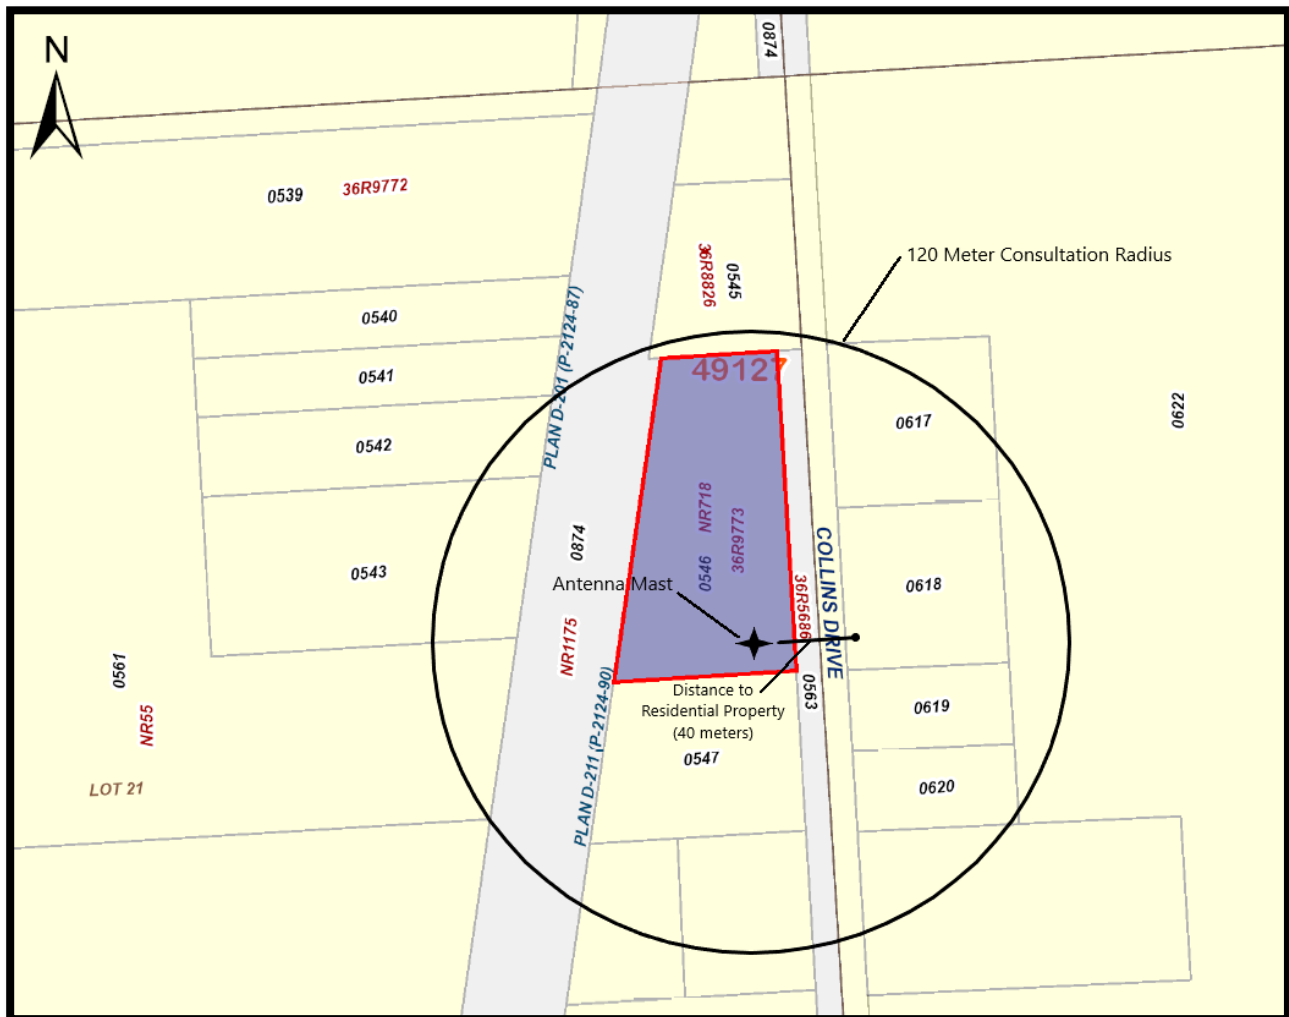 N
0874
0539
36R9772
36R8826
0545
120 Meter Consultation Radius
0540
PLAN D-201 (P-2124-87)
0541
49127
0542
0617
0622
NR718
36R9773
0874
0546
COLLINS DRIVE
0543
Antenna Mast
36R5686
0618
NR1175
0561
NR55
0563
Distance to
Residential Property
(40 meters)
0619
PLAN D-211 (P-2124-90)
0547
LOT 21
0620